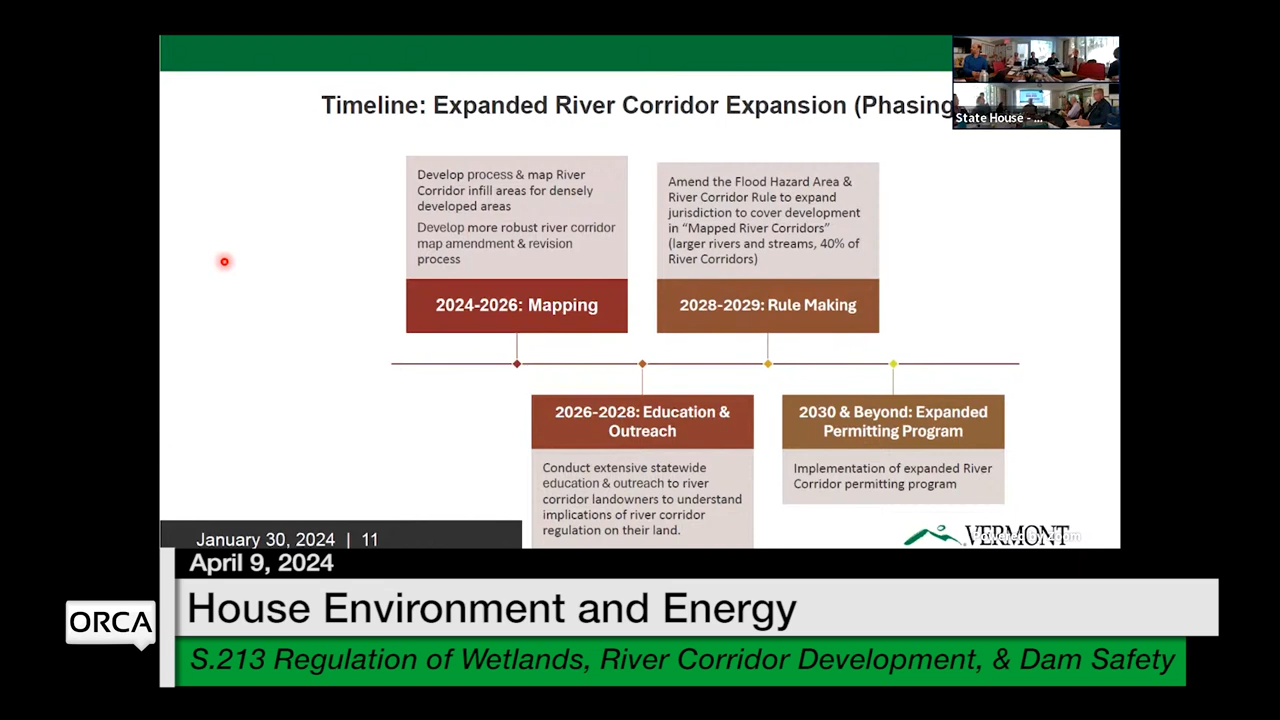 Timeline: Expanded River Corridor Expansion (Phasing
State House - ...
Develop process & map River
Corridor infill areas for densely
developed areas
Develop more robust river corridor
map amendment & revision
process
2024-2026: Mapping
Amend the Flood Hazard Area &
River Corridor Rule to expand
jurisdiction to cover development
in “Mapped River Corridors”
(larger rivers and streams, 40% of
River Corridors)
2028-2029: Rule Making
2026-2028: Education &
Outreach
Conduct extensive statewide
education & outreach to river
corridor landowners to understand
implications of river corridor
regulation on their land.
2030 & Beyond: Expanded
Permitting Program
Implementation of expanded River
Corridor permitting program
January 30, 2024 | 11
VERMONT
Powered by Zoom
April 9, 2024
ORCA
House Environment and Energy
S.213 Regulation of Wetlands, River Corridor Development, & Dam Safety